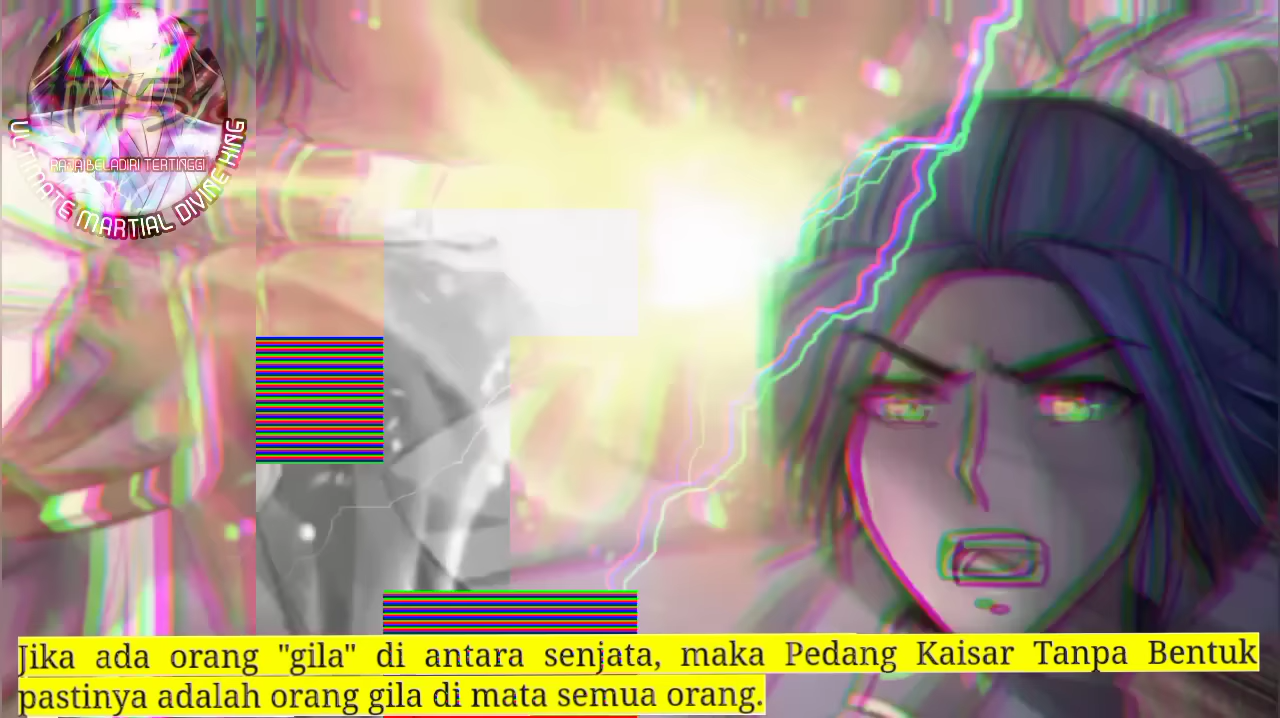 RAJA BELADIRI TERTINGGI
ULTIMATE MARTIAL DIVINE KING
Jika ada orang "gila" di antara senjata, maka Pedang Kaisar Tanpa Bentuk
pastinya adalah orang gila di mata semua orang.